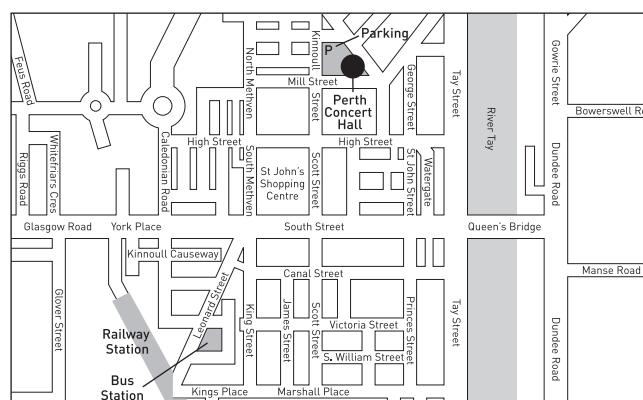 Feus Road
North Methven
Kinnoull
P
Parking
Mill Street
Street
Perth
Concert
Hall
George Street
Tay Street
River Tay
Gowrie Street
Bowerswell Ro
Riggs Road
Whitefriars Cres
Caledonian Road
High Street
High Street
South Methven
St John's
Shopping
Centre
Scott Street
St John Street
Watergate
Dundee Road
Glasgow Road
York Place
South Street
Queen's Bridge
Kinnoull Causeway
Canal Street
Manse Road
Glover Street
Leonard Street
King Street
James Street
Scott Street
Princes Street
Tay Street
Dundee Road
Victoria Street
S. William Street
Railway
Station
Bus
Station
Kings Place
Marshall Place